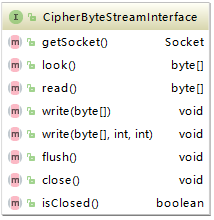 I CipherByteStreamInterface
m getSocket() Socket
m look() byte[]
m read() byte[]
m write(byte[]) void
m write(byte[], int, int) void
m flush() void
m close() void
m isClosed() boolean